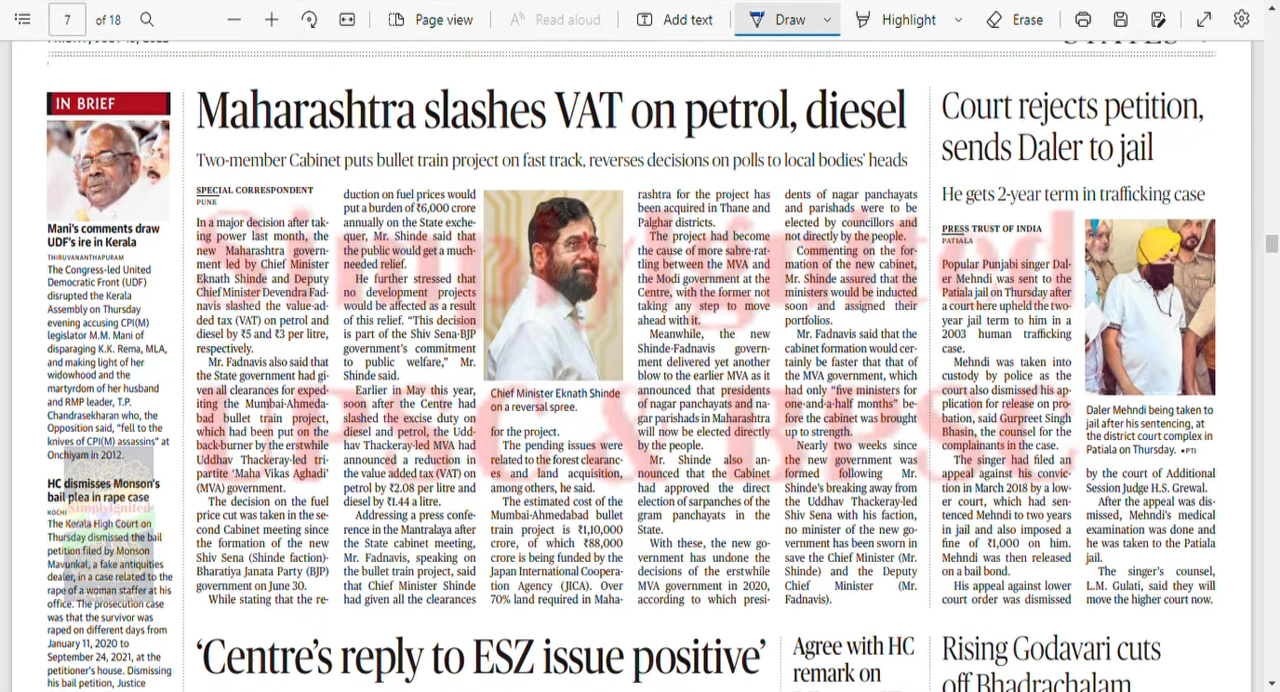 7 of 18
Page view
Read aloud
Add text
Draw
Highlight
Erase
IN BRIEF
Mani's comments draw
UDF's ire in Kerala
THIRUVANANTHAPURAM
The Congress-led United
Democratic Front (UDF)
disrupted the Kerala
Assembly on Thursday
evening accusing CPI(M)
legislator M.M. Mani of
disparaging K.K. Rema, MLA,
and making light of her
widowhood and the
martyrdom of her husband
and RMP leader, T.P.
Chandrasekharan who, the
Opposition said, “fell to the
knives of CPI(M) assassins” at
Onchiyam in 2012.
HC dismisses Monson's
bail plea in rape case
KOCHI
The Kerala High Court on
Thursday dismissed the bail
petition filed by Monson
Mavunkal, a fake antiquities
dealer, in a case related to the
rape of a woman staffer at his
office. The prosecution case
was that the survivor was
raped on different days from
January 11, 2020 to
September 24, 2021, at the
petitioner's house. Dismissing
his bail petition, Justice
Maharashtra slashes VAT on petrol, diesel
Two-member Cabinet puts bullet train project on fast track, reverses decisions on polls to local bodies' heads
SPECIAL CORRESPONDENT
PUNE
In a major decision after tak-
ing power last month, the
new Maharashtra govern-
ment led by Chief Minister
Eknath Shinde and Deputy
Chief Minister Devendra Fad-
navis slashed the value-ad-
ded tax (VAT) on petrol and
diesel by ₹5 and ₹3 per litre,
respectively.
Mr. Fadnavis also said that
the State government had gi-
ven all clearances for exped-
iting the Mumbai-Ahmeda-
bad bullet train project,
which had been put on the
back-burner by the erstwhile
Uddhav Thackeray-led tri-
partite ‘Maha Vikas Aghadi’
(MVA) government.
The decision on the fuel
price cut was taken in the se-
cond Cabinet meeting since
the formation of the new
Shiv Sena (Shinde faction)-
Bharatiya Janata Party (BJP)
government on June 30.
While stating that the re-
duction on fuel prices would
put a burden of ₹6,000 crore
annually on the State exche-
quer, Mr. Shinde said that
the public would get a much-
needed relief.
He further stressed that
no development projects
would be affected as a result
of this relief. “This decision
is part of the Shiv Sena-BJP
government's commitment
to public welfare,” Mr.
Shinde said.
Earlier in May this year,
soon after the Centre had
slashed the excise duty on
diesel and petrol, the Udd-
hav Thackeray-led MVA had
announced a reduction in
the value added tax (VAT) on
petrol by ₹2.08 per litre and
diesel by ₹1.44 a litre.
Addressing a press confe-
rence in the Mantralaya after
the State cabinet meeting,
Mr. Fadnavis, speaking on
the bullet train project, said
that Chief Minister Shinde
had given all the clearances
Chief Minister Eknath Shinde
on a reversal spree.
for the project.
The pending issues were
related to the forest clearanc-
es and land acquisition,
among others, he said.
The estimated cost of the
Mumbai-Ahmedabad bullet
train project is ₹1,10,000
crore, of which ₹88,000
crore is being funded by the
Japan International Coopera-
tion Agency (JICA). Over
70% land required in Maha-
rashtra for the project has
been acquired in Thane and
Palghar districts.
The project had become
the cause of more sabre-rat-
tling between the MVA and
the Modi government at the
Centre, with the former not
taking any step to move
ahead with it.
Meanwhile, the new
Shinde-Fadnavis govern-
ment delivered yet another
blow to the earlier MVA as it
announced that presidents
of nagar panchayats and na-
gar parishads in Maharashtra
will now be elected directly
by the people.
Mr. Shinde also an-
nounced that the Cabinet
had approved the direct
election of sarpanches of the
gram panchayats in the
State.
With these, the new go-
vernment has undone the
decisions of the erstwhile
MVA government in 2020,
according to which presi-
dents of nagar panchayats
and parishads were to be
elected by councillors and
not directly by the people.
Commenting on the for-
mation of the new cabinet,
Mr. Shinde assured that the
ministers would be inducted
soon and assigned their
portfolios.
Mr. Fadnavis said that the
cabinet formation would cer-
tainly be faster that that of
the MVA government, which
had only “five ministers for
one-and-a-half months” be-
fore the cabinet was brought
up to strength.
Nearly two weeks since
the new government was
formed following Mr.
Shinde's breaking away from
the Uddhav Thackeray-led
Shiv Sena with his faction,
no minister of the new go-
vernment has been sworn in
save the Chief Minister (Mr.
Shinde) and the Deputy
Chief Minister (Mr.
Fadnavis).
Court rejects petition,
sends Daler to jail
He gets 2-year term in trafficking case
PRESS TRUST OF INDIA
PATIALA
Popular Punjabi singer Dal-
er Mehndi was sent to the
Patiala jail on Thursday after
a court here upheld the two-
year jail term to him in a
2003 human trafficking
case.
Mehndi was taken into
custody by police as the
court also dismissed his ap-
plication for release on pro-
bation, said Gurpreet Singh
Bhasin, the counsel for the
complainants in the case.
The singer had filed an
appeal against his convic-
tion in March 2018 by a low-
er court, which had sen-
tenced Mehndi to two years
in jail and also imposed a
fine of ₹1,000 on him.
Mehndi was then released
on a bail bond.
His appeal against lower
court order was dismissed
Daler Mehndi being taken to
jail after his sentencing, at
the district court complex in
Patiala on Thursday. •PTI
by the court of Additional
Session Judge H.S. Grewal.
After the appeal was dis-
missed, Mehndi's medical
examination was done and
he was taken to the Patiala
jail.
The singer's counsel,
L.M. Gulati, said they will
move the higher court now.
‘Centre's reply to ESZ issue positive’
Agree with HC
remark on
Rising Godavari cuts
off Bhadrachalam